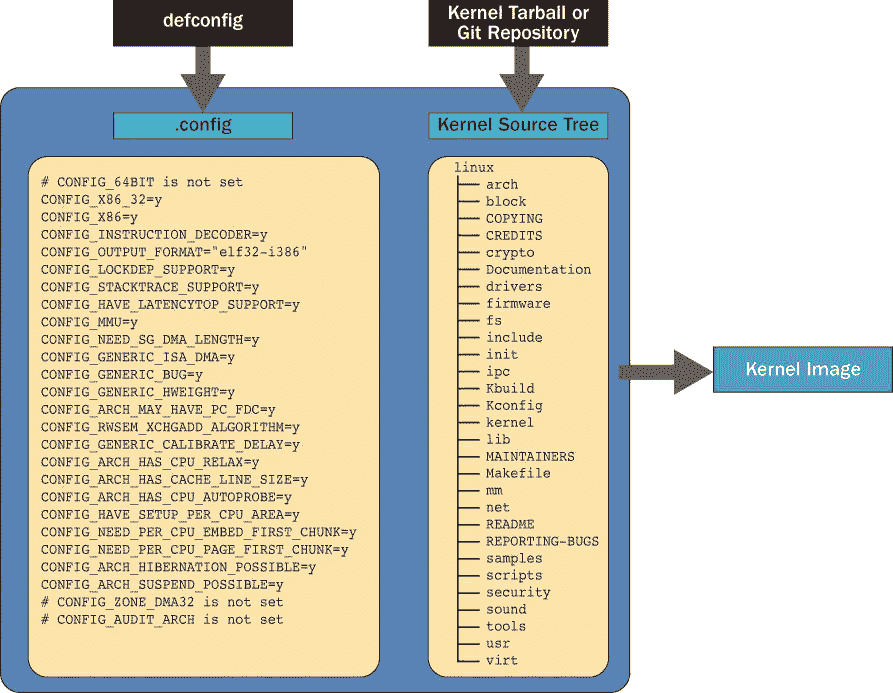 defconfig
Kernel Tarball or
Git Repository
.config
# CONFIG_64BIT is not set
CONFIG_X86_32=y
CONFIG_X86=y
CONFIG_INSTRUCTION_DECODER=y
CONFIG_OUTPUT_FORMAT="elf32-i386"
CONFIG_LOCKDEP_SUPPORT=y
CONFIG_STACKTRACE_SUPPORT=y
CONFIG_HAVE_LATENCYTOP_SUPPORT=y
CONFIG_MMU=y
CONFIG_NEED_SG_DMA_LENGTH=y
CONFIG_GENERIC_ISA_DMA=y
CONFIG_GENERIC_BUG=y
CONFIG_GENERIC_HWEIGHT=y
CONFIG_ARCH_MAY_HAVE_PC_FDC=y
CONFIG_RWSEM_XCHGADD_ALGORITHM=y
CONFIG_GENERIC_CALIBRATE_DELAY=y
CONFIG_ARCH_HAS_CPU_RELAX=y
CONFIG_ARCH_HAS_CACHE_LINE_SIZE=y
CONFIG_ARCH_HAS_CPU_AUTOPROBE=y
CONFIG_HAVE_SETUP_PER_CPU_AREA=y
CONFIG_NEED_PER_CPU_EMBED_FIRST_CHUNK=y
CONFIG_NEED_PER_CPU_PAGE_FIRST_CHUNK=y
CONFIG_ARCH_HIBERNATION_POSSIBLE=y
CONFIG_ARCH_SUSPEND_POSSIBLE=y
# CONFIG_ZONE_DMA32 is not set
# CONFIG_AUDIT_ARCH is not set
Kernel Source Tree
linux
arch
block
COPYING
CREDITS
crypto
Documentation
drivers
firmware
fs
include
init
ipc
Kbuild
Kconfig
kernel
lib
MAINTAINERS
Makefile
mm
net
README
REPORTING-BUGS
samples
scripts
security
sound
tools
usr
virt
Kernel Image